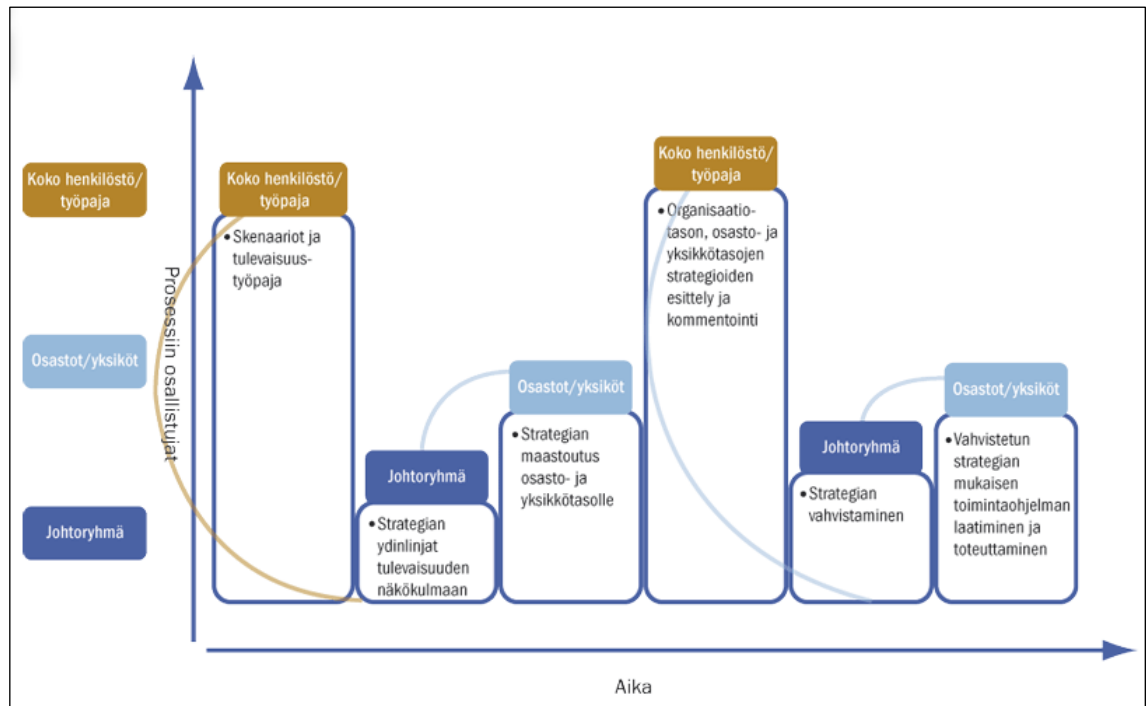 Koko henkilöstö/
työpaja
Osastot/yksiköt
Johtoryhmä
Prosessiin osallistujat
Koko henkilöstö/
työpaja
• Skenaariot ja
tulevaisuus-
työpaja
Johtoryhmä
• Strategian
ydinlinjat
tulevaisuuden
näkökulmaan
Osastot/yksiköt
• Strategian
maastoutus
osasto- ja
yksikkötasolle
Koko henkilöstö/
työpaja
• Organisaatio-
tason, osasto- ja
yksikkötasojen
strategioiden
esittely ja
kommentointi
Johtoryhmä
• Strategian
vahvistaminen
Osastot/yksiköt
• Vahvistetun
strategian
mukaisen
toimintaohjelman
laatiminen ja
toteuttaminen
Aika